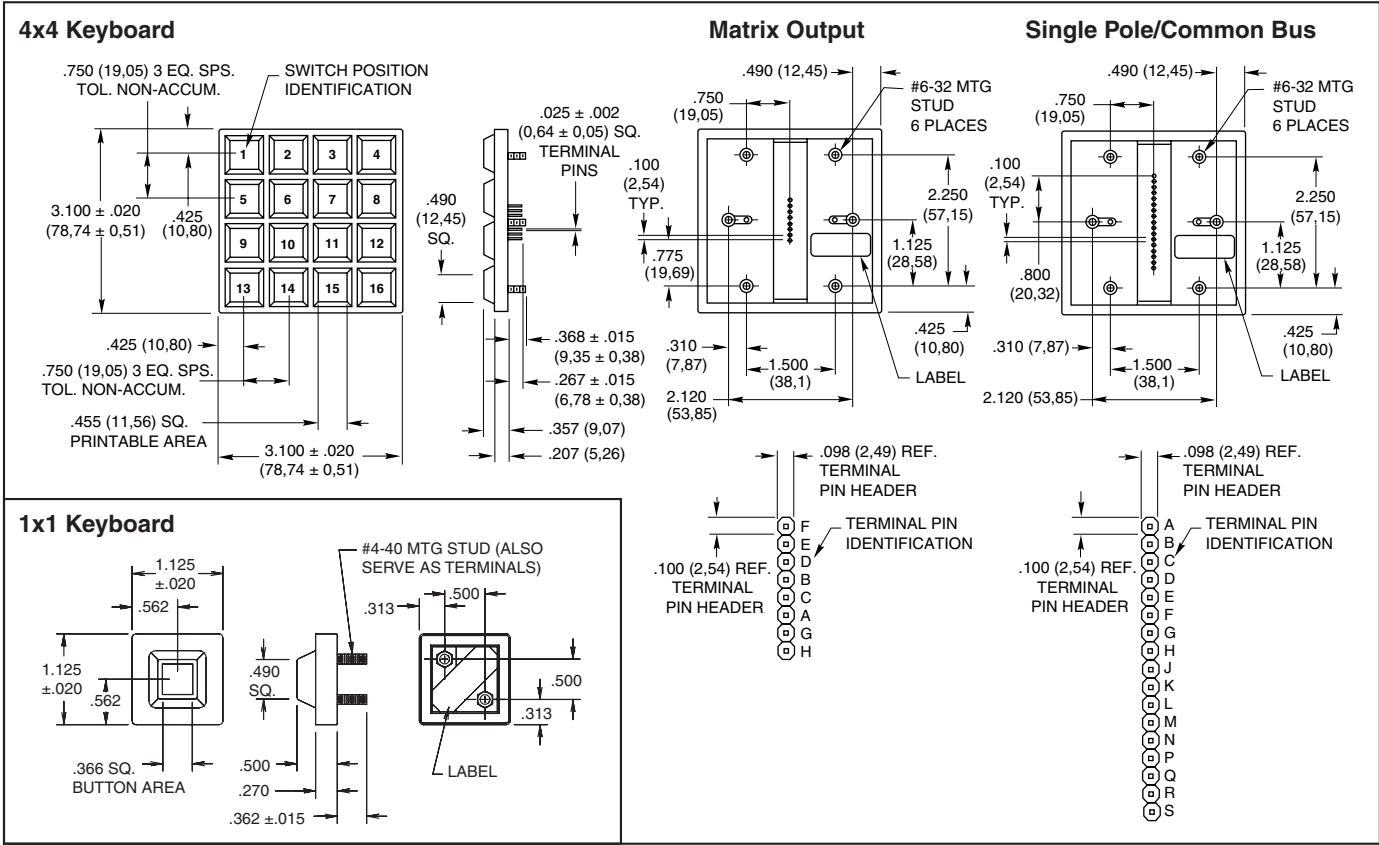 4x4 Keyboard
.750 (19,05) 3 EQ. SPS.
TOL. NON-ACCUM.
SWITCH POSITION
IDENTIFICATION
1 2 3 4
5 6 7 8
9 10 11 12
13 14 15 16
3.100 ± .020
(78,74 ± 0,51)
.425
(10,80)
.425 (10,80)
.750 (19,05) 3 EQ. SPS.
TOL. NON-ACCUM.
.455 (11,56) SQ.
PRINTABLE AREA
3.100 ± .020
(78,74 ± 0,51)
.025 ± .002
(0,64 ± 0,05) SQ.
TERMINAL
PINS
.490
(12,45)
SQ.
.368 ± .015
(9,35 ± 0,38)
.267 ± .015
(6,78 ± 0,38)
.357 (9,07)
.207 (5,26)
Matrix Output
.490 (12,45)
.750
(19,05)
#6-32 MTG
STUD
6 PLACES
.100
(2,54)
TYP.
2.250
(57,15)
.775
(19,69)
1.125
(28,58)
.310
(7,87)
1.500
(38,1)
.425
(10,80)
LABEL
2.120
(53,85)
.098 (2,49) REF.
TERMINAL
PIN HEADER
TERMINAL PIN
IDENTIFICATION
.100 (2,54) REF.
TERMINAL
PIN HEADER
F
E
D
B
C
A
G
H
Single Pole/Common Bus
.490 (12,45)
.750
(19,05)
#6-32 MTG
STUD
6 PLACES
.100
(2,54)
TYP.
2.250
(57,15)
1.125
(28,58)
.800
(20,32)
.425
(10,80)
.310 (7,87)
1.500
(38,1)
LABEL
2.120 (53,85)
.098 (2,49) REF.
TERMINAL
PIN HEADER
TERMINAL PIN
IDENTIFICATION
.100 (2,54) REF.
TERMINAL
PIN HEADER
A
B
C
D
E
F
G
H
J
K
L
M
N
P
Q
R
S
1x1 Keyboard
1.125
±.020
.562
1.125
±.020
.562
.366 SQ.
BUTTON AREA
#4-40 MTG STUD (ALSO
SERVE AS TERMINALS)
.490
SQ.
.500
.270
.362 ±.015
.313
.500
.500
.313
LABEL